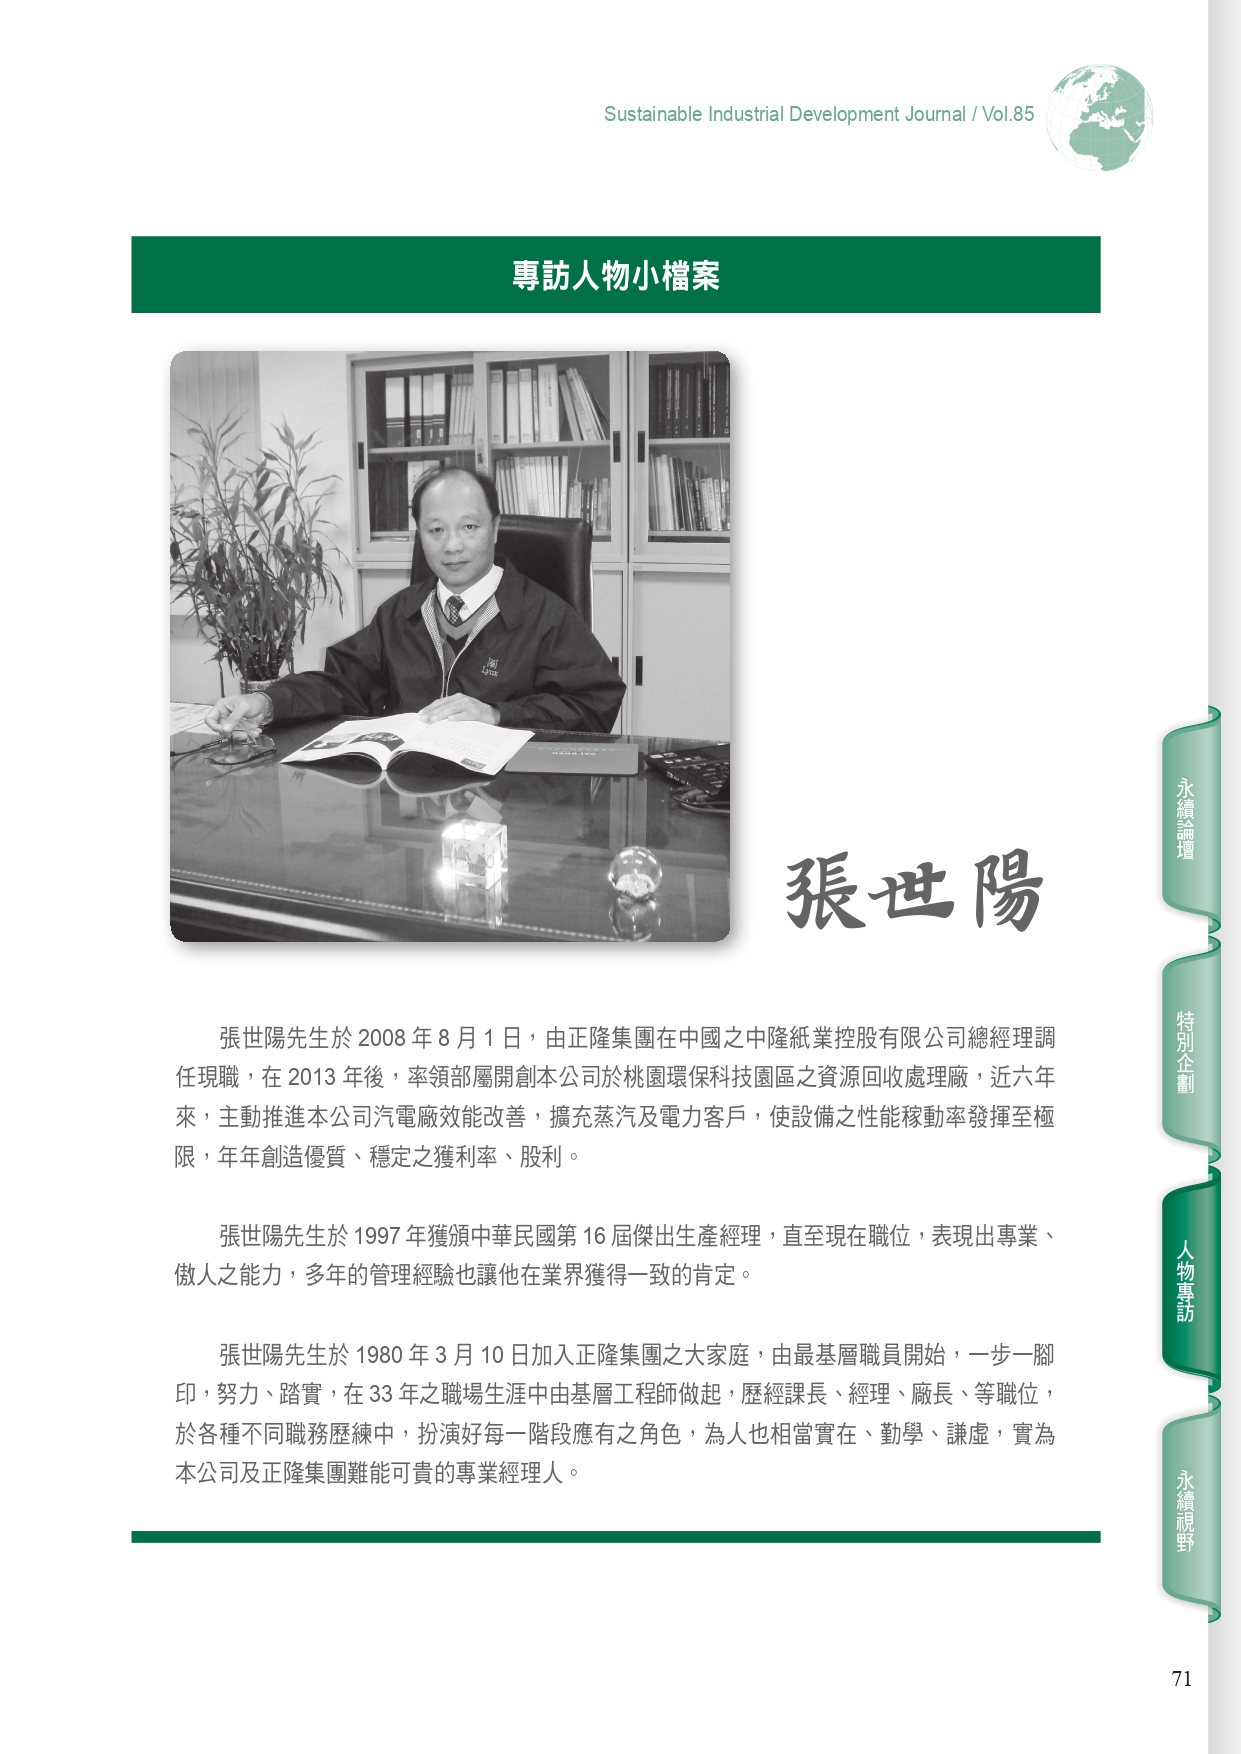 Sustainable Industrial Development Journal / Vol.85
專訪人物小檔案
Lynx
張世陽
張世陽先生於 2008 年 8 月 1 日，由正隆集團在中國之中隆紙業控股有限公司總經理調
任現職，在 2013 年後，率領部屬開創本公司於桃園環保科技園區之資源回收處理廠，近六年
來，主動推進本公司汽電廠效能改善，擴充蒸汽及電力客戶，使設備之性能稼動率發揮至極
限，年年創造優質、穩定之獲利率、股利。
張世陽先生於 1997 年獲頒中華民國第 16 屆傑出生產經理，直至現在職位，表現出專業、
傲人之能力，多年的管理經驗也讓他在業界獲得一致的肯定。
張世陽先生於 1980 年 3 月 10 日加入正隆集團之大家庭，由最基層職員開始，一步一腳
印，努力、踏實，在 33 年之職場生涯中由基層工程師做起，歷經課長、經理、廠長、等職位，
於各種不同職務歷練中，扮演好每一階段應有之角色，為人也相當實在、勤學、謙虛，實為
本公司及正隆集團難能可貴的專業經理人。
永續論壇
特別企劃
人物專訪
永續視野
71